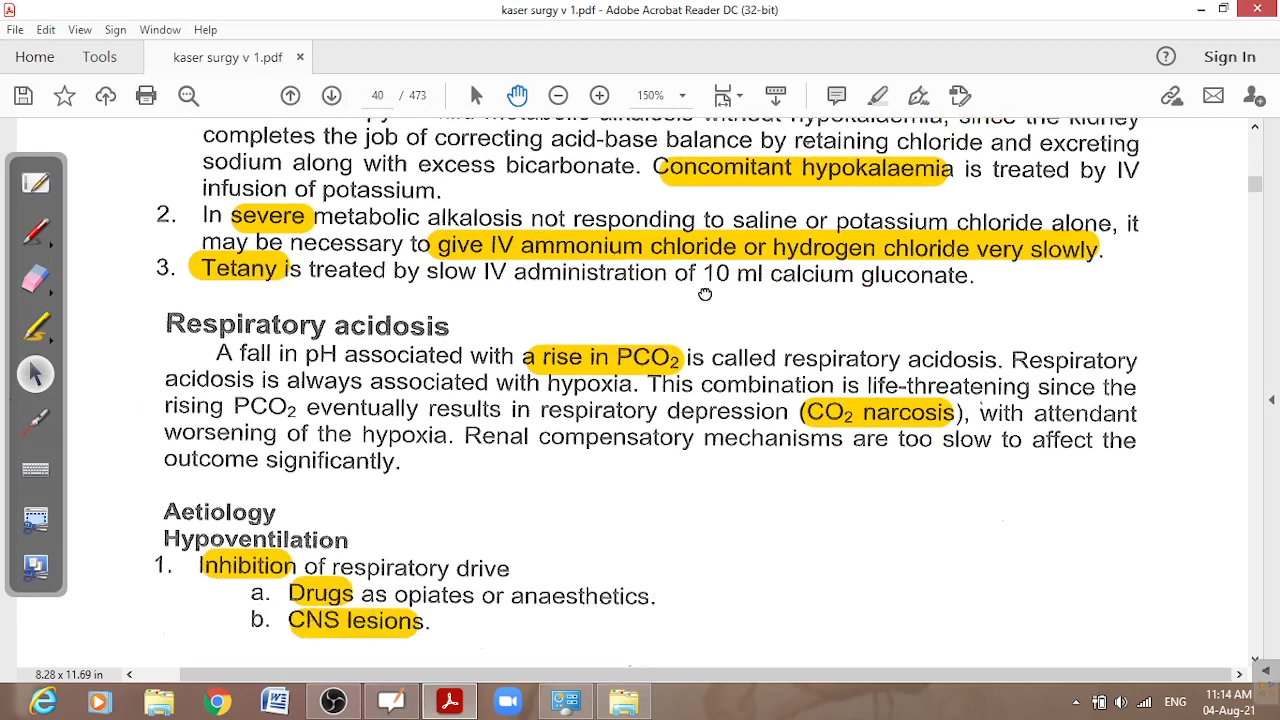 kaser surgy v 1.pdf - Adobe Acrobat Reader DC (32-bit)
File Edit View Sign Window Help
Home Tools kaser surgy v 1.pdf × Sign In
40 / 473 150%
metabolic alkalosis without hypokalaemia, since the kidney
completes the job of correcting acid-base balance by retaining chloride and excreting
sodium along with excess bicarbonate. Concomitant hypokalaemia is treated by IV
infusion of potassium.
2. In severe metabolic alkalosis not responding to saline or potassium chloride alone, it
may be necessary to give IV ammonium chloride or hydrogen chloride very slowly.
3. Tetany is treated by slow IV administration of 10 ml calcium gluconate.
Respiratory acidosis
A fall in pH associated with a rise in PCO2 is called respiratory acidosis. Respiratory
acidosis is always associated with hypoxia. This combination is life-threatening since the
rising PCO2 eventually results in respiratory depression (CO2 narcosis), with attendant
worsening of the hypoxia. Renal compensatory mechanisms are too slow to affect the
outcome significantly.
Aetiology
Hypoventilation
1. Inhibition of respiratory drive
a. Drugs as opiates or anaesthetics.
b. CNS lesions.
8.28 x 11.69 in
ENG 11:14 AM
04-Aug-21